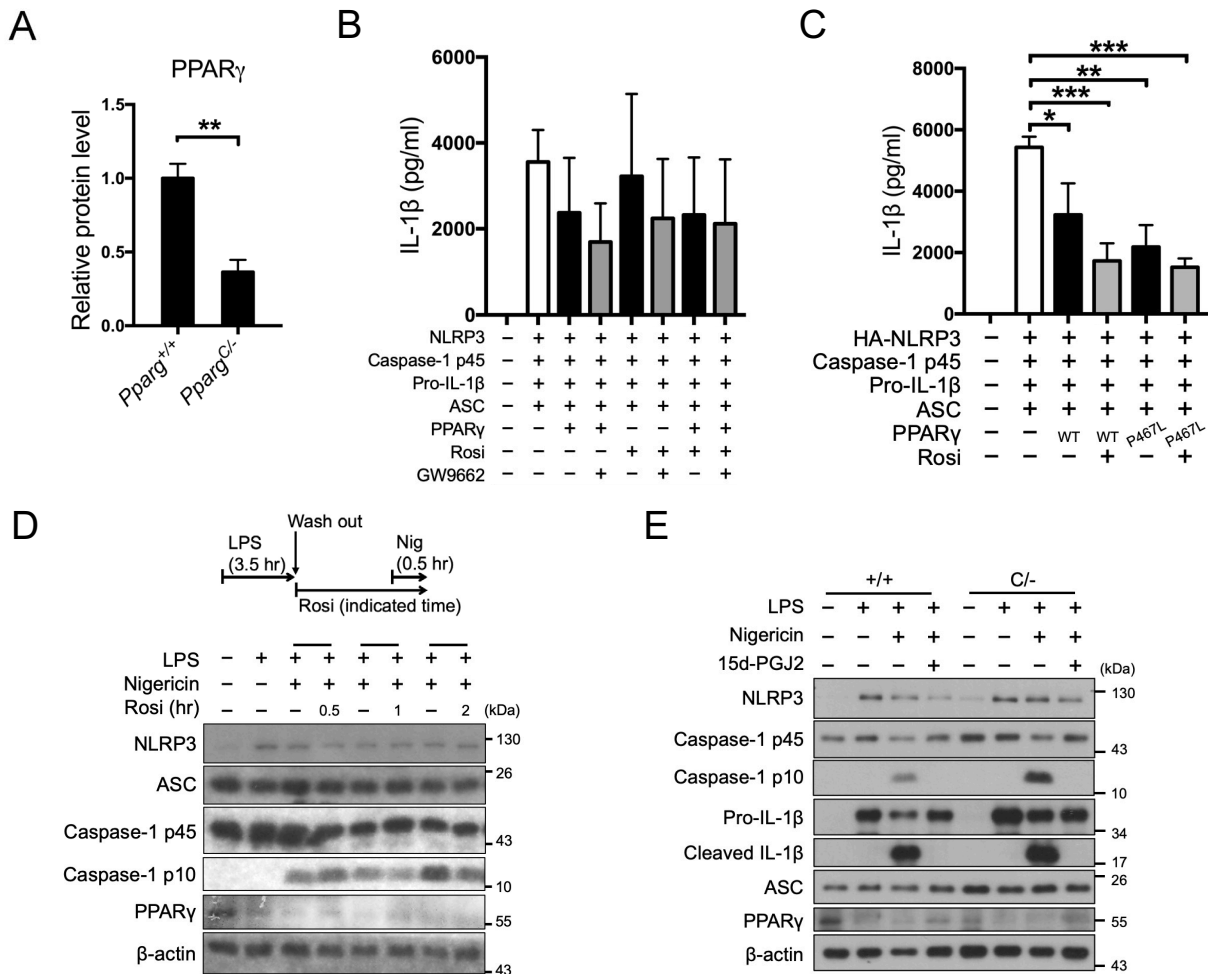 A
PPARγ
Relative protein level
1.5
1.0
0.5
0.0
**
Pparg+/+
PpargC/-
B
IL-1β (pg/ml)
6000
4000
2000
0
NLRP3 – + + + + + + +
Caspase-1 p45 – + + + + + + +
Pro-IL-1β – + + + + + + +
ASC – + + + + + + +
PPARγ – – + + – – + +
Rosi – – – – + + + +
GW9662 – – – + – + – +
C
IL-1β (pg/ml)
8000
6000
4000
2000
0
***
**
***
*
HA-NLRP3 – + + + + +
Caspase-1 p45 – + + + + +
Pro-IL-1β – + + + + +
ASC – + + + + +
PPARγ – – WT WT P467L P467L
Rosi – – – + – +
D
Wash out
LPS
(3.5 hr)
Nig
(0.5 hr)
Rosi (indicated time)
LPS – + + + + + + +
Nigericin – – + + + + + +
Rosi (hr) – – – 0.5 – 1 – 2 (kDa)
NLRP3 130
ASC 26
Caspase-1 p45 43
Caspase-1 p10 10
PPARγ 55
β-actin 43
E
+/+ C/-
LPS – + + + – + + +
Nigericin – – + + – – + +
15d-PGJ2 – – – + – – – + (kDa)
NLRP3 130
Caspase-1 p45 43
Caspase-1 p10 10
Pro-IL-1β 34
Cleaved IL-1β 17
ASC 26
PPARγ 55
β-actin 43